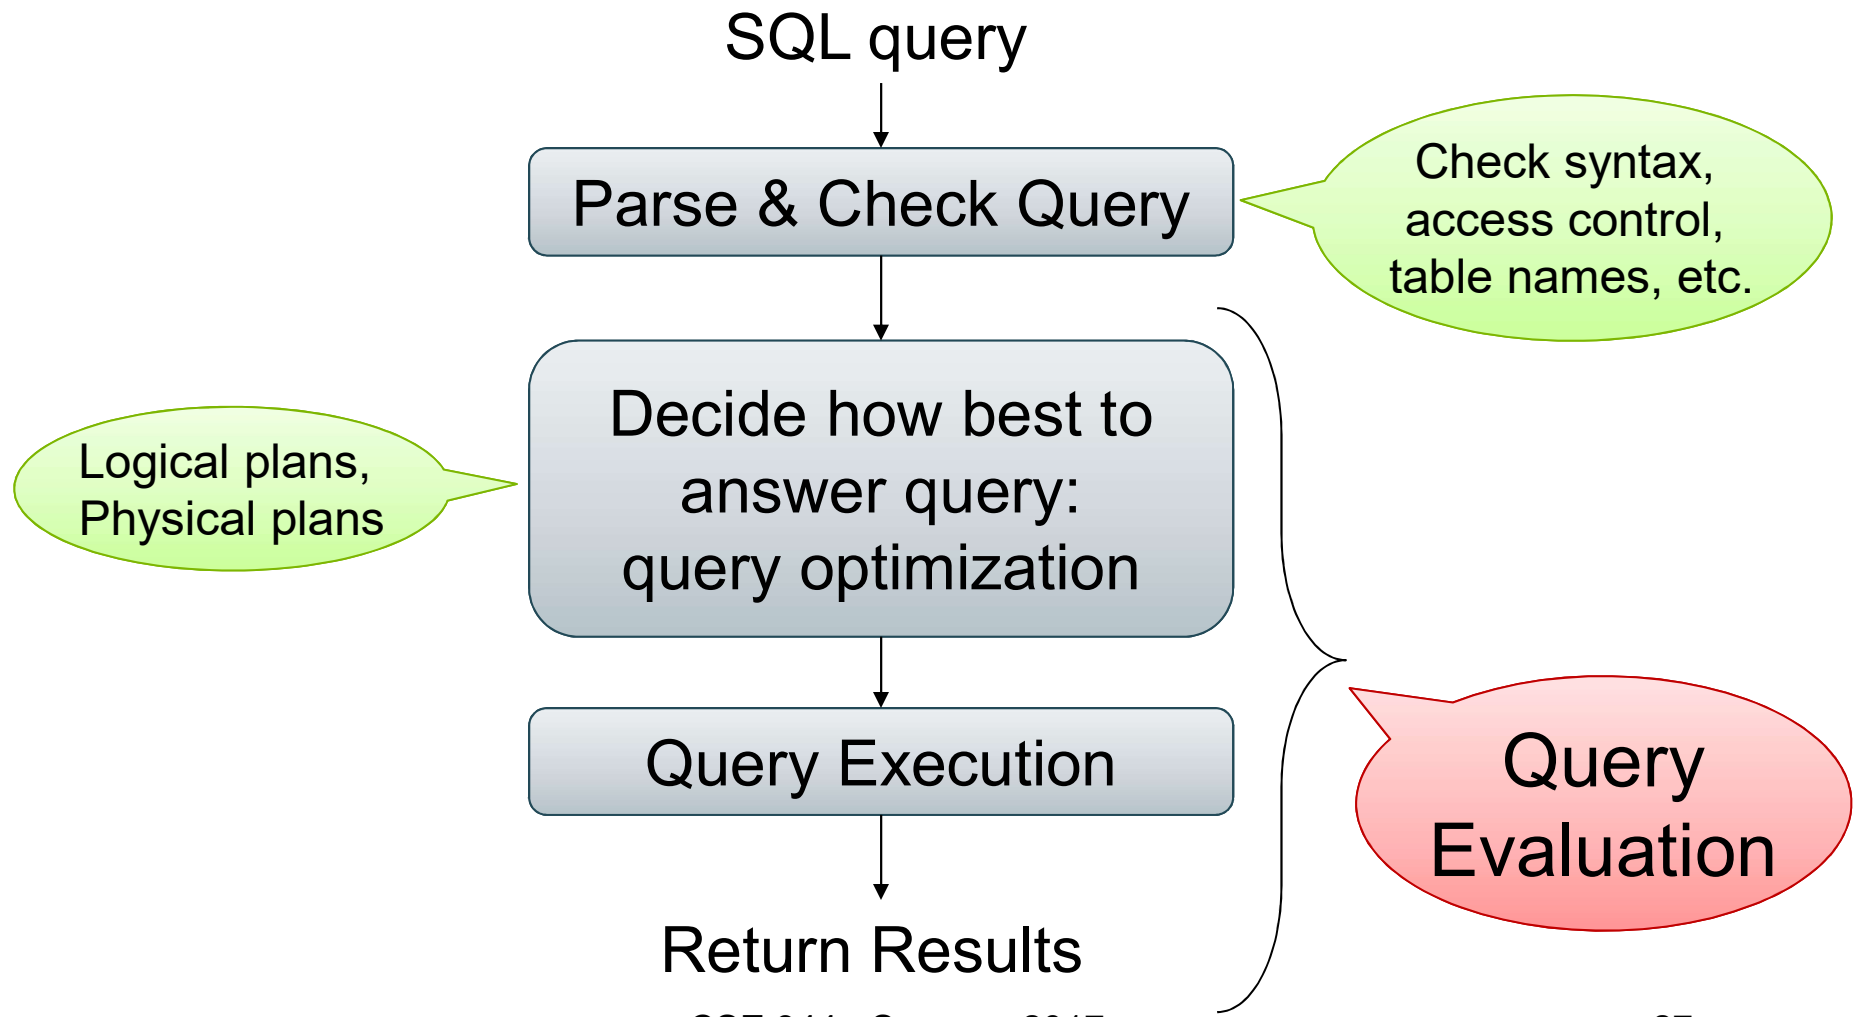 SQL query
Parse & Check Query
Check syntax,
access control,
table names, etc.
Decide how best to
answer query:
query optimization
Logical plans,
Physical plans
Query Execution
Query
Evaluation
Return Results